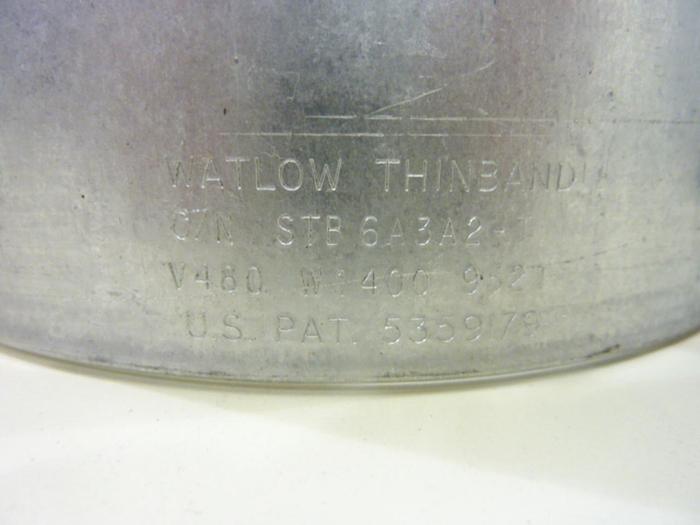 WATLOW THINBAND
C/N STB6A3A2-
V480 W1400
U.S. PAT. 5359179